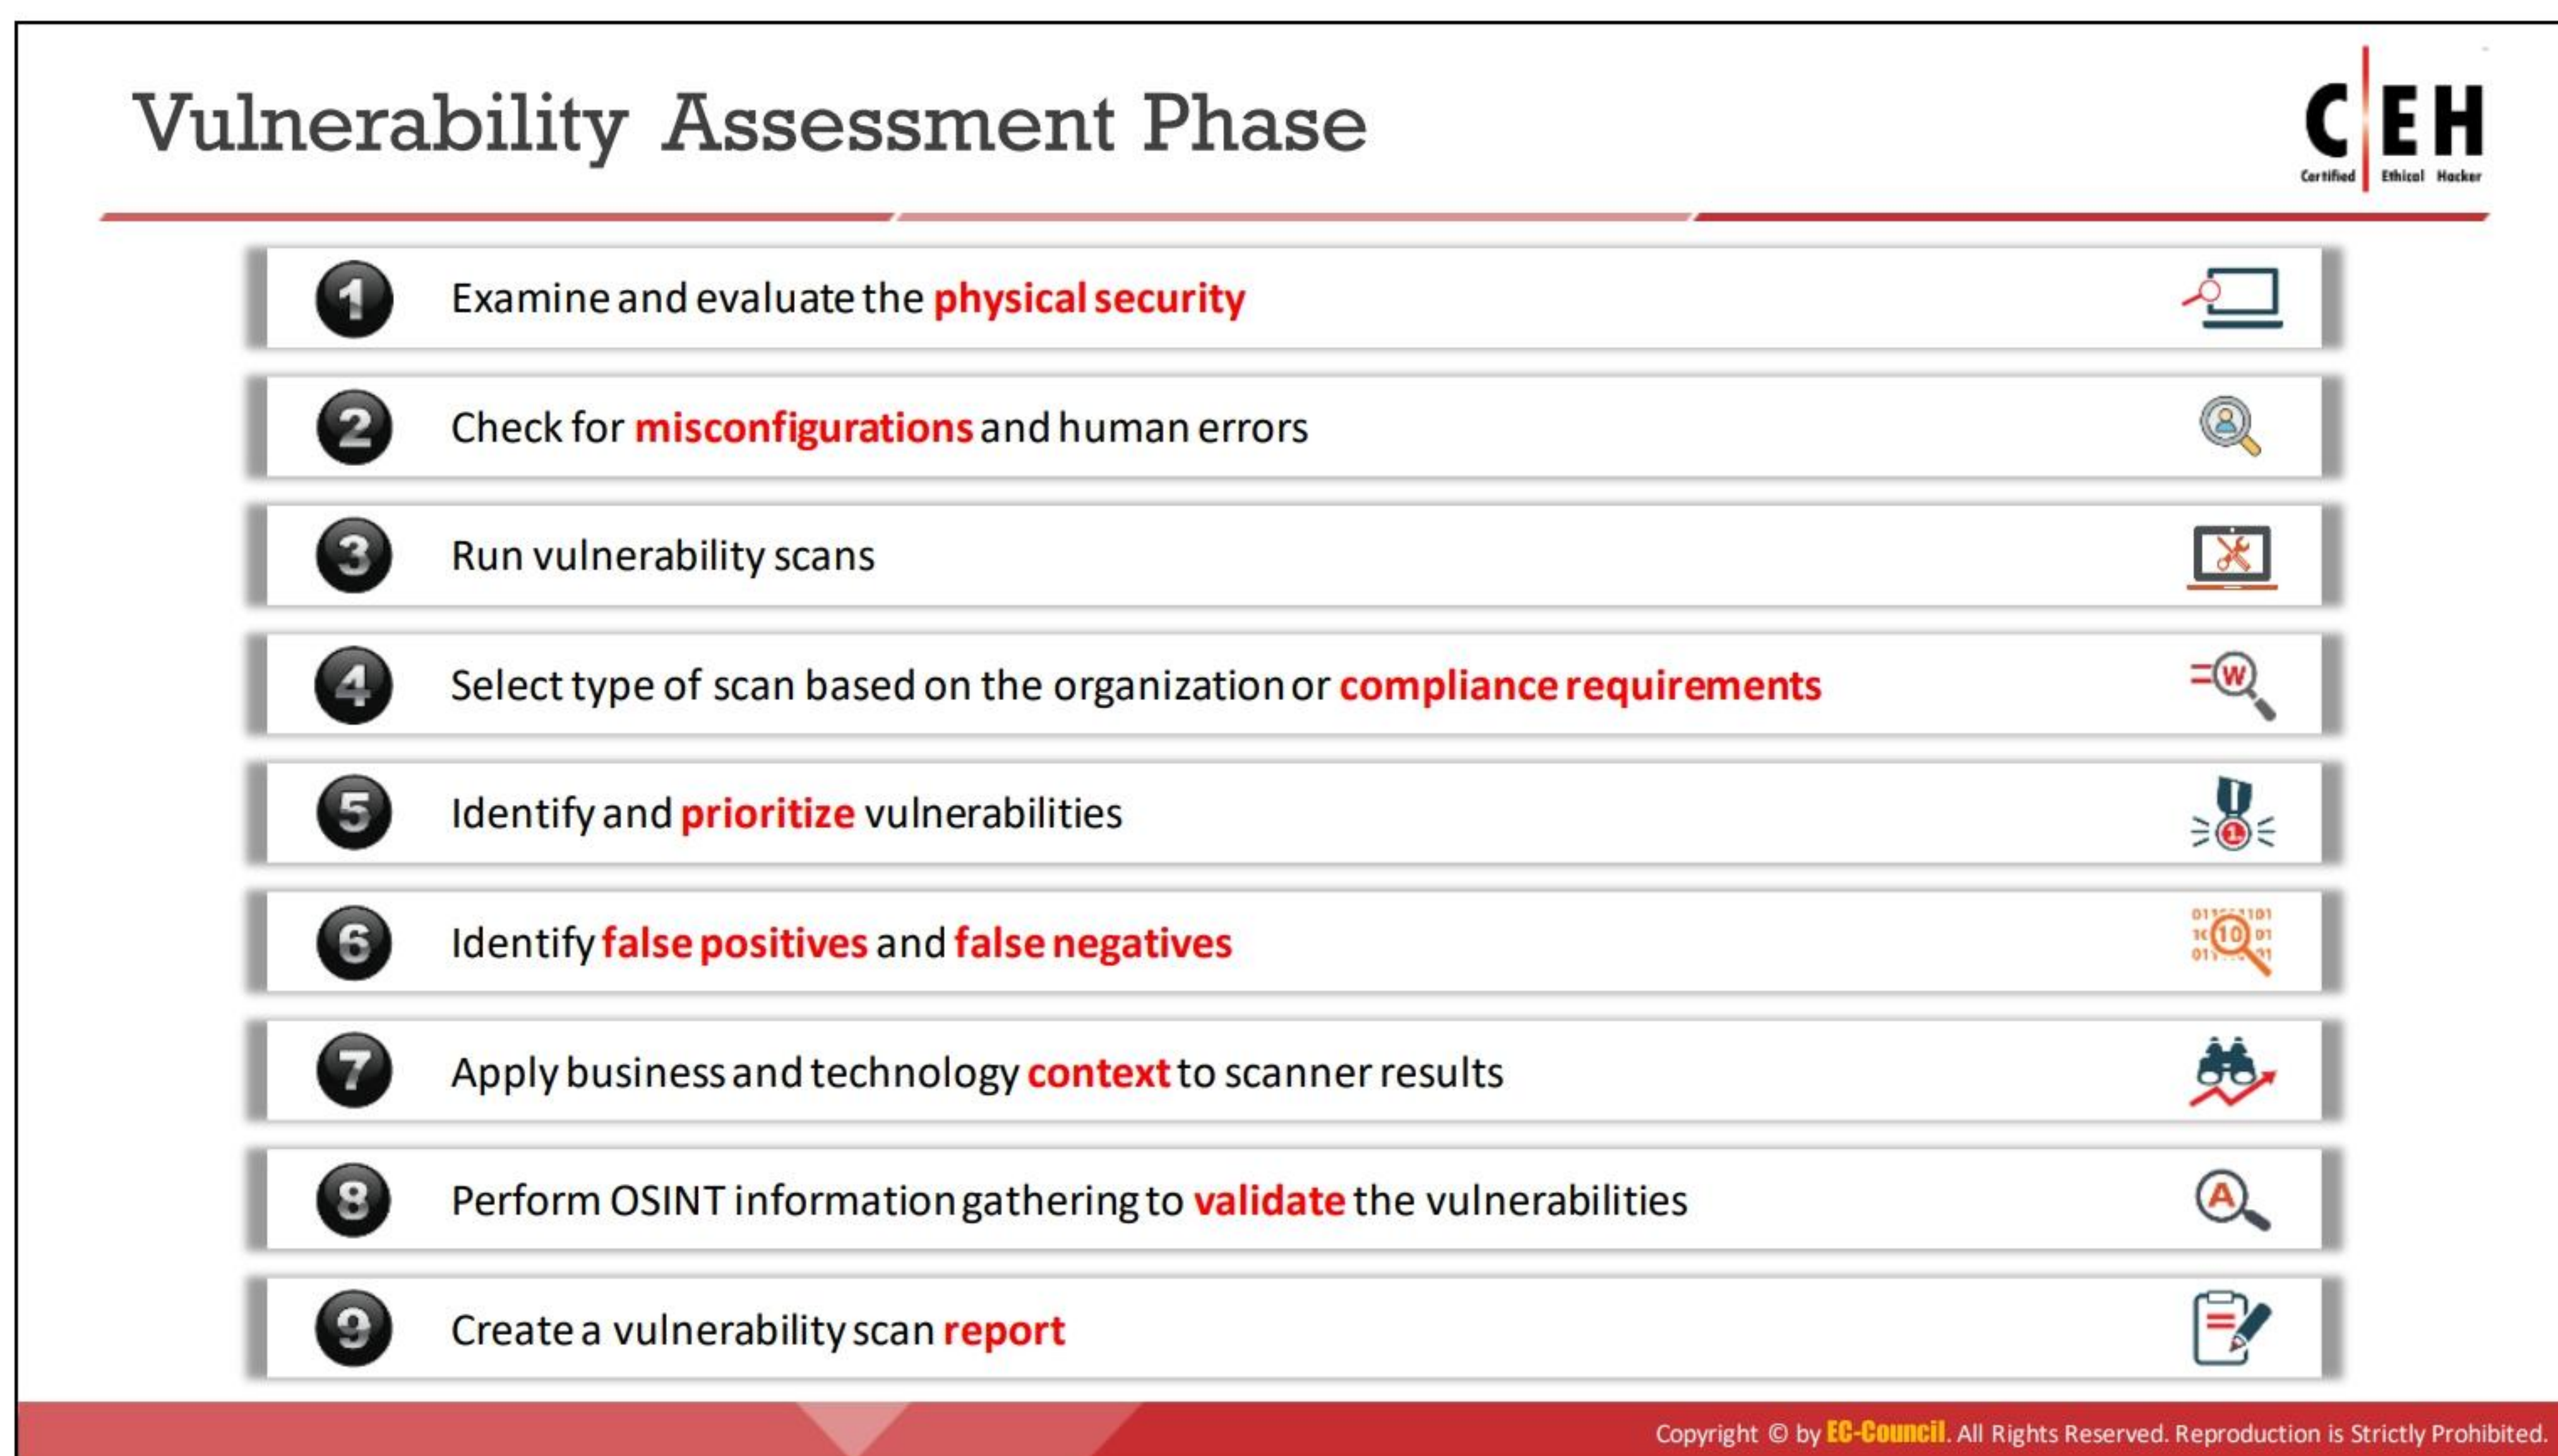 Vulnerability Assessment Phase
C EH
Certified Ethical Hacker
1 Examine and evaluate the physical security
2 Check for misconfigurations and human errors
3 Run vulnerability scans
4 Select type of scan based on the organization or compliance requirements
W
5 Identify and prioritize vulnerabilities
1
6 Identify false positives and false negatives
10
7 Apply business and technology context to scanner results
8 Perform OSINT information gathering to validate the vulnerabilities
A
9 Create a vulnerability scan report
Copyright © by EC-Council. All Rights Reserved. Reproduction is Strictly Prohibited.